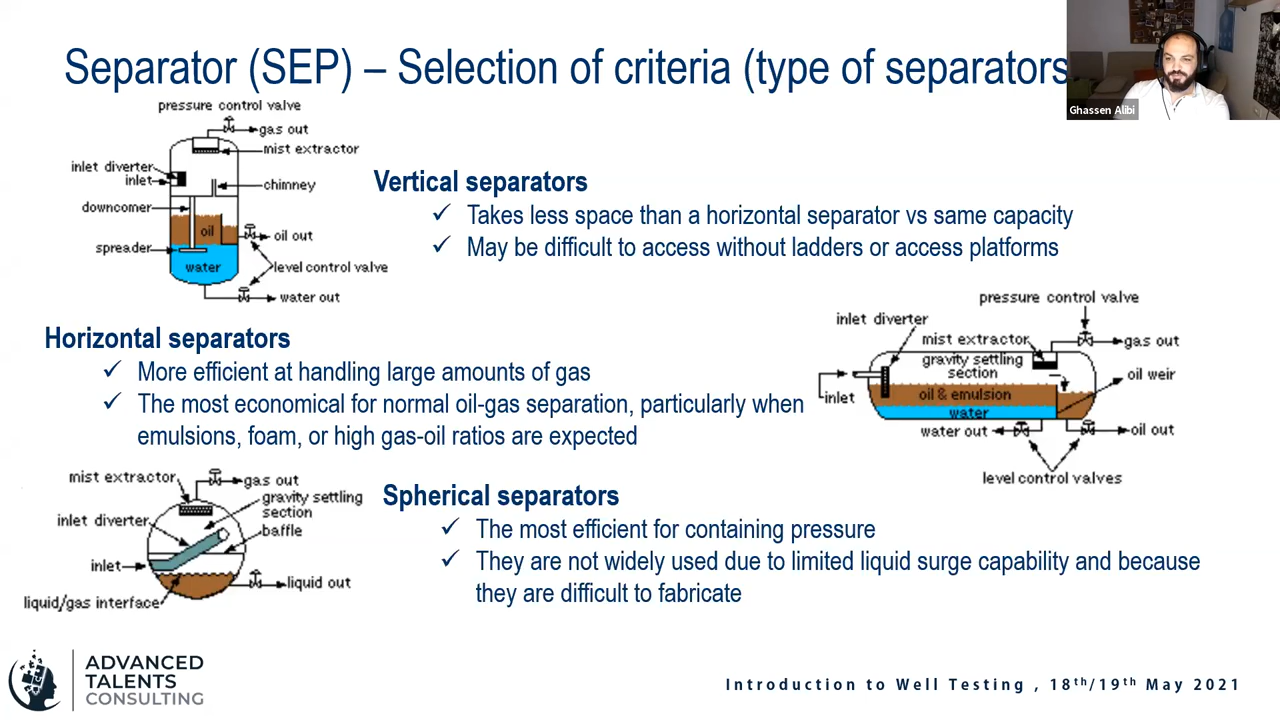 Separator (SEP) – Selection of criteria (type of separators
Ghassen Alibi
pressure control valve
gas out
mist extractor
inlet diverter
inlet
chimney
downcomer
oil
oil out
spreader
water
level control valve
water out
Vertical separators
✓ Takes less space than a horizontal separator vs same capacity
✓ May be difficult to access without ladders or access platforms
Horizontal separators
✓ More efficient at handling large amounts of gas
✓ The most economical for normal oil-gas separation, particularly when
emulsions, foam, or high gas-oil ratios are expected
pressure control valve
inlet diverter
mist extractor
gas out
gravity settling
section
oil weir
inlet
oil & emulsion
water
water out
oil out
level control valves
mist extractor
gas out
gravity settling
section
inlet diverter
baffle
inlet
liquid out
liquid/gas interface
Spherical separators
✓ The most efficient for containing pressure
✓ They are not widely used due to limited liquid surge capability and because
they are difficult to fabricate
ADVANCED
TALENTS
CONSULTING
Introduction to Well Testing , 18th/19th May 2021